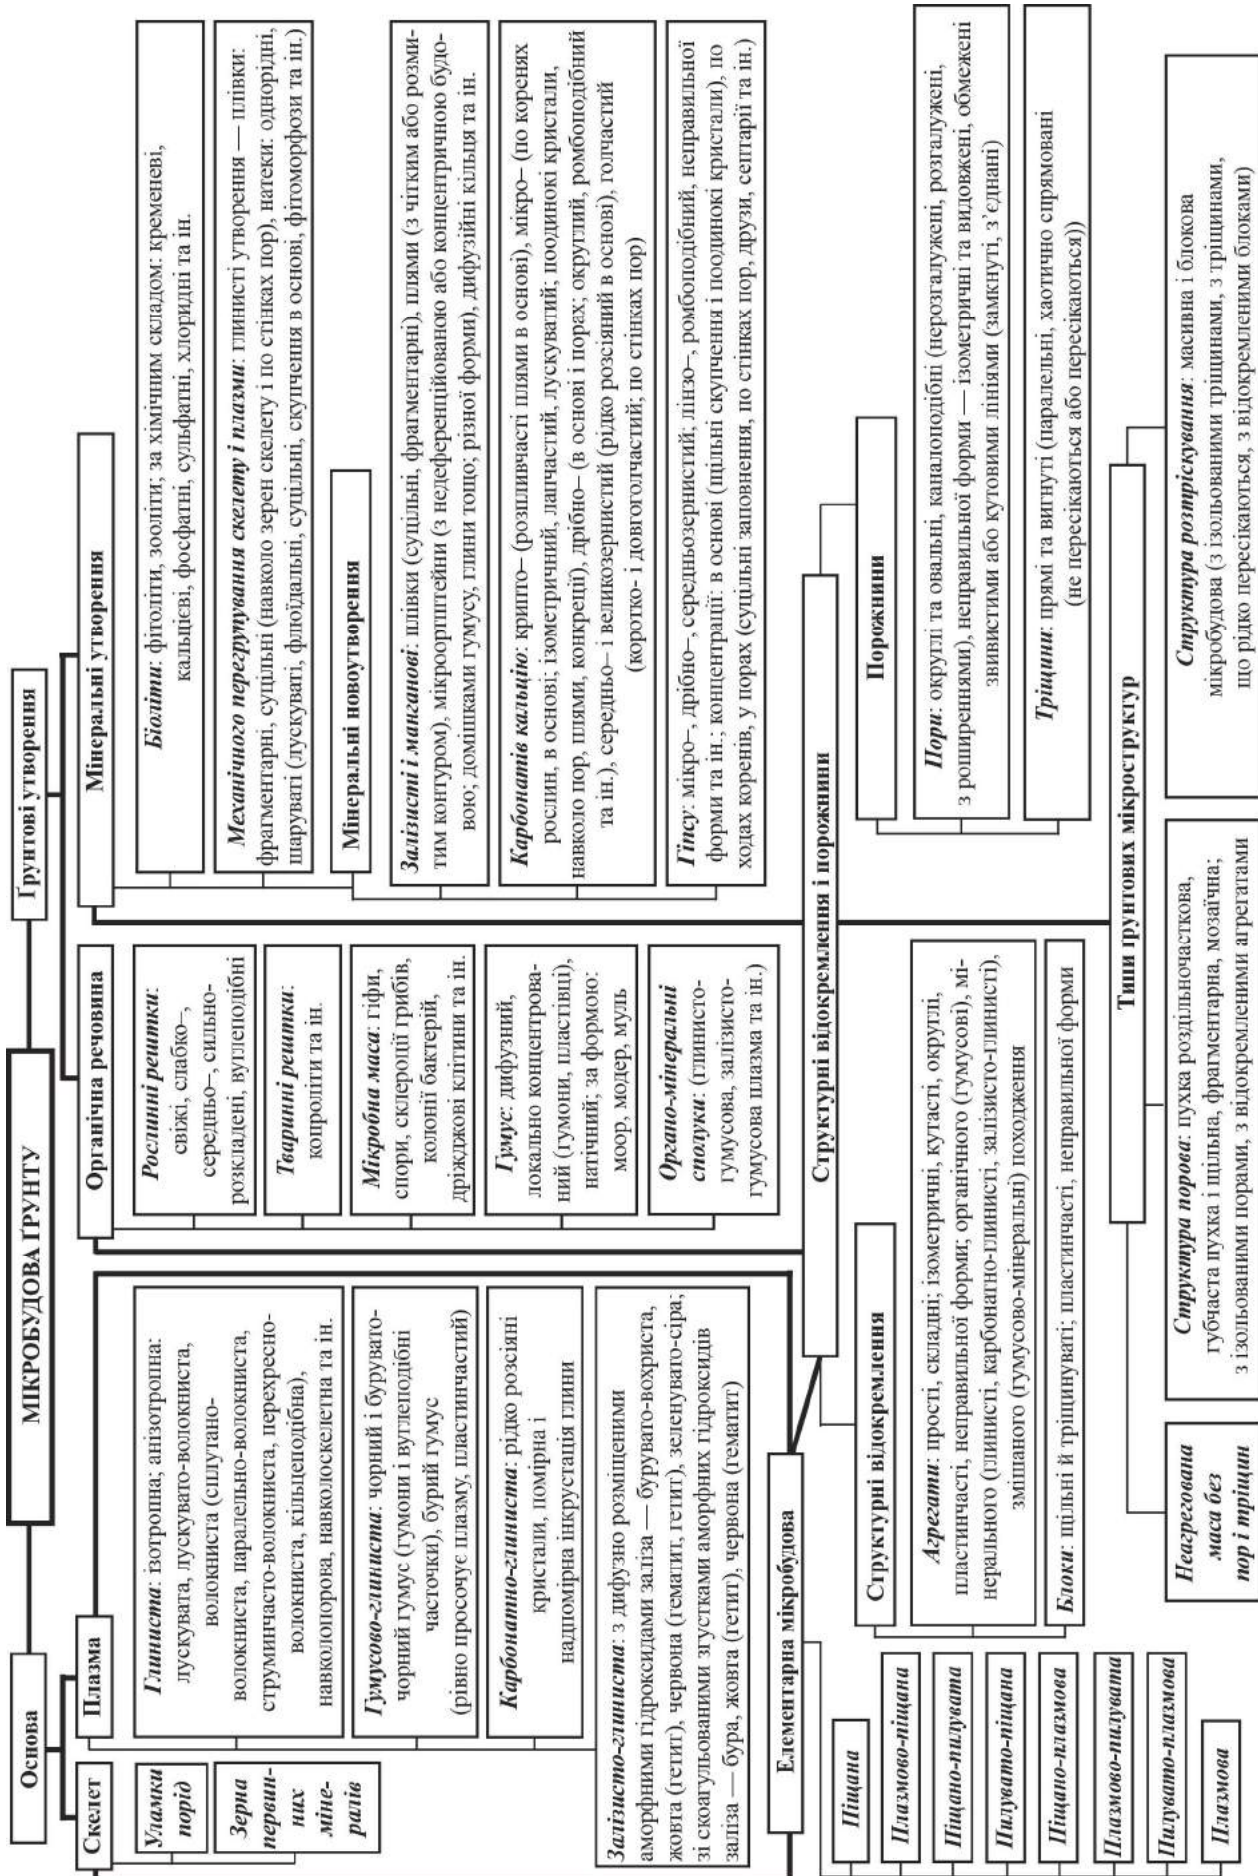 МІКРОБУДОВА ҐРУНТУ
Основа
Ґрунтові утворення
Скелет
Плазма
Органічна речовина
Мінеральні утворення
Уламки
порід
Зерна
первин-
них
міне-
ралів
Глиниста: ізотропна; анізотропна:
лускувата, лускувато-волокниста,
волокниста (сплутано-
волокниста, паралельно-волокниста,
струминчасто-волокниста, перехресно-
волокниста, кільцеподібна),
навколопорова, навколоскелетна та ін.
Гумусово-глиниста: чорний і бурувато-
чорний гумус (гумони і вуглеподібні
часточки), бурий гумус
(рівно просочує плазму, пластинчастий)
Карбонатно-глиниста: рідко розсіяні
кристали, помірна і
надпомірна інкрустація глини
Залізисто-глиниста: з дифузно розміщеними
аморфними гідроксидами заліза — бурувато-вохриста,
жовта (гетит), червона (гематит, гетит), зеленувато-сіра;
зі скоагульованими згустками аморфних гідроксидів
заліза — бура, жовта (гетит), червона (гематит)
Рослинні рештки:
свіжі, слабко–,
середньо–, сильно-
розкладені, вуглеподібні
Тваринні рештки:
копроліти та ін.
Мікробна маса: гіфи,
спори, склероції грибів,
колонії бактерій,
дріжджові клітини та ін.
Гумус: дифузний,
локально концентрова-
ний (гумони, пластівці),
натічний; за формою:
моор, модер, муль
Органо-мінеральні
сполуки: (глинисто-
гумусова, залізисто-
гумусова плазма та ін.)
Біоліти: фітоліти, зооліти; за хімічним складом: кременеві,
кальцієві, фосфатні, сульфатні, хлоридні та ін.
Механічного перегрупування скелету і плазми: глинисті утворення — плівки:
фрагментарні, суцільні (навколо зерен скелету і по стінках пор), натеки: однорідні,
шаруваті (лускуваті, флюїдальні, суцільні, скупчення в основі, фітоморфози та ін.)
Мінеральні новоутворення
Залізисті і манганові: плівки (суцільні, фрагментарні), плями (з чітким або розми-
тим контуром), мікроортштейни (з недеференційованою або концентричною будо-
вою; домішками гумусу, глини тощо; різної форми), дифузійні кільця та ін.
Карбонатів кальцію: крипто– (розпливчасті плями в основі), мікро– (по коренях
рослин, в основі; ізометричний, лапчастий, лускуватий; поодинокі кристали,
навколо пор, плями, конкреції), дрібно– (в основі і порах; округлий, ромбоподібний
та ін.), середньо– і великозернистий (рідко розсіяний в основі), голчастий
(коротко- і довгоголчастий; по стінках пор)
Гіпсу: мікро–, дрібно–, середньозернистий; лінзо–, ромбоподібний, неправильної
форми та ін.; концентрації: в основі (щільні скупчення і поодинокі кристали), по
ходах коренів, у порах (суцільні заповнення, по стінках пор, друзи, септарії та ін.)
Елементарна мікробудова
Структурні відокремлення і порожнини
Піщана
Плазмово-піщана
Піщано-пилувата
Пилувато-піщана
Піщано-плазмова
Плазмово-пилувата
Пилувато-плазмова
Плазмова
Структурні відокремлення
Агрегати: прості, складні; ізометричні, кутасті, округлі,
пластинчасті, неправильної форми; органічного (гумусові), мі-
нерального (глинисті, карбонатно-глинисті, залізисто-глинисті),
змішаного (гумусово-мінеральні) походження
Блоки: щільні й тріщинуваті; пластинчасті, неправильної форми
Порожнини
Пори: округлі та овальні, каналоподібні (нерозгалужені, розгалужені,
з розширеннями), неправильної форми — ізометричні та видовжені, обмежені
звивистими або кутовими лініями (замкнуті, з’єднані)
Тріщини: прямі та вигнуті (паралельні, хаотично спрямовані
(не пересікаються або пересікаються))
Типи ґрунтових мікроструктур
Неагрегована
маса без
пор і тріщин
Структура порова: пухка роздільночасткова,
губчаста пухка і щільна, фрагментарна, мозаїчна;
з ізольованими порами, з відокремленими агрегатами
Структура розтріскування: масивна і блокова
мікробудова (з ізольованими тріщинами, з тріщинами,
що рідко пересікаються, з відокремленими блоками)